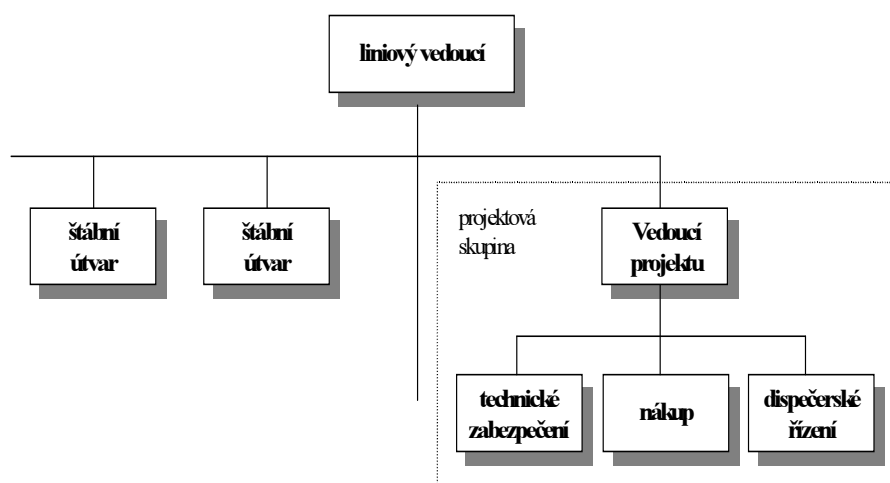 liniový vedoucí
štábní
útvar
štábní
útvar
projektová
skupina
Vedoucí
projektu
technické
zabezpečení
nákup
dispečerské
řízení